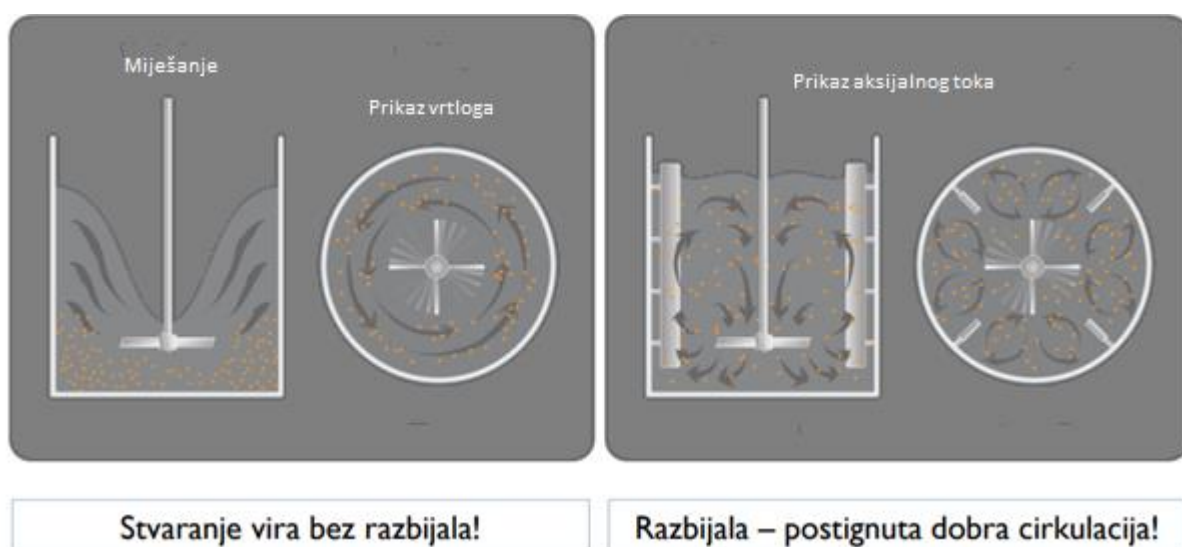 Miješanje
Prikaz vrtloga
Prikaz aksijalnog toka
Stvaranje vira bez razbijala!
Razbijala – postignuta dobra cirkulacija!